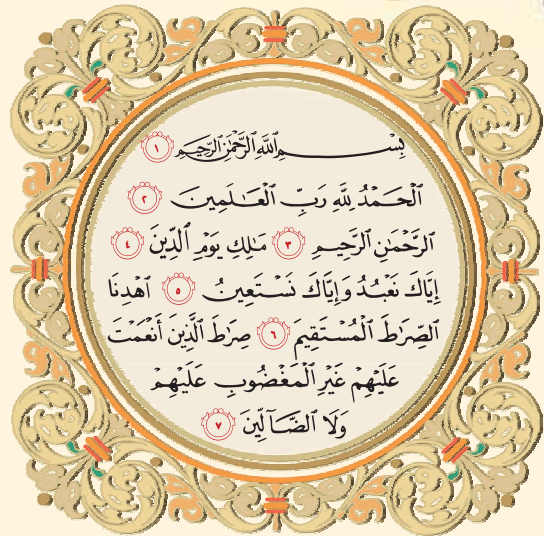 بِسْمِ ٱللَّهِ ٱلرَّحْمَٰنِ ٱلرَّحِيمِ ١
ٱلْحَمْدُ لِلَّهِ رَبِّ ٱلْعَٰلَمِينَ ٢
ٱلرَّحْمَٰنِ ٱلرَّحِيمِ ٣ مَٰلِكِ يَوْمِ ٱلدِّينِ ٤
إِيَّاكَ نَعْبُدُ وَإِيَّاكَ نَسْتَعِينُ ٥ ٱهْدِنَا
ٱلصِّرَٰطَ ٱلْمُسْتَقِيمَ ٦ صِرَٰطَ ٱلَّذِينَ أَنْعَمْتَ
عَلَيْهِمْ غَيْرِ ٱلْمَغْضُوبِ عَلَيْهِمْ
وَلَا ٱلضَّآلِّينَ ٧